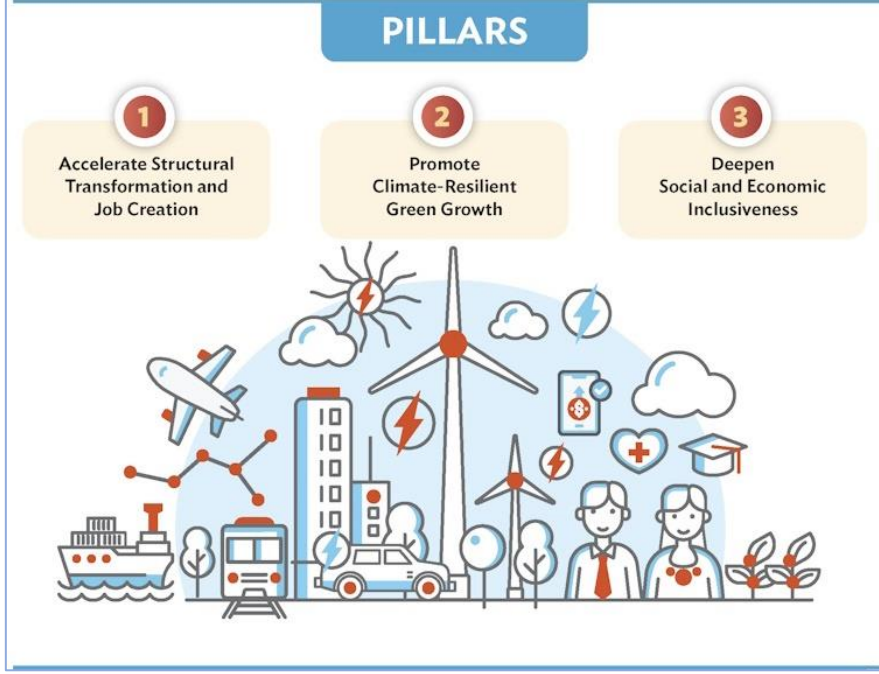 PILLARS
1
Accelerate Structural
Transformation and
Job Creation
2
Promote
Climate-Resilient
Green Growth
3
Deepen
Social and Economic
Inclusiveness
$